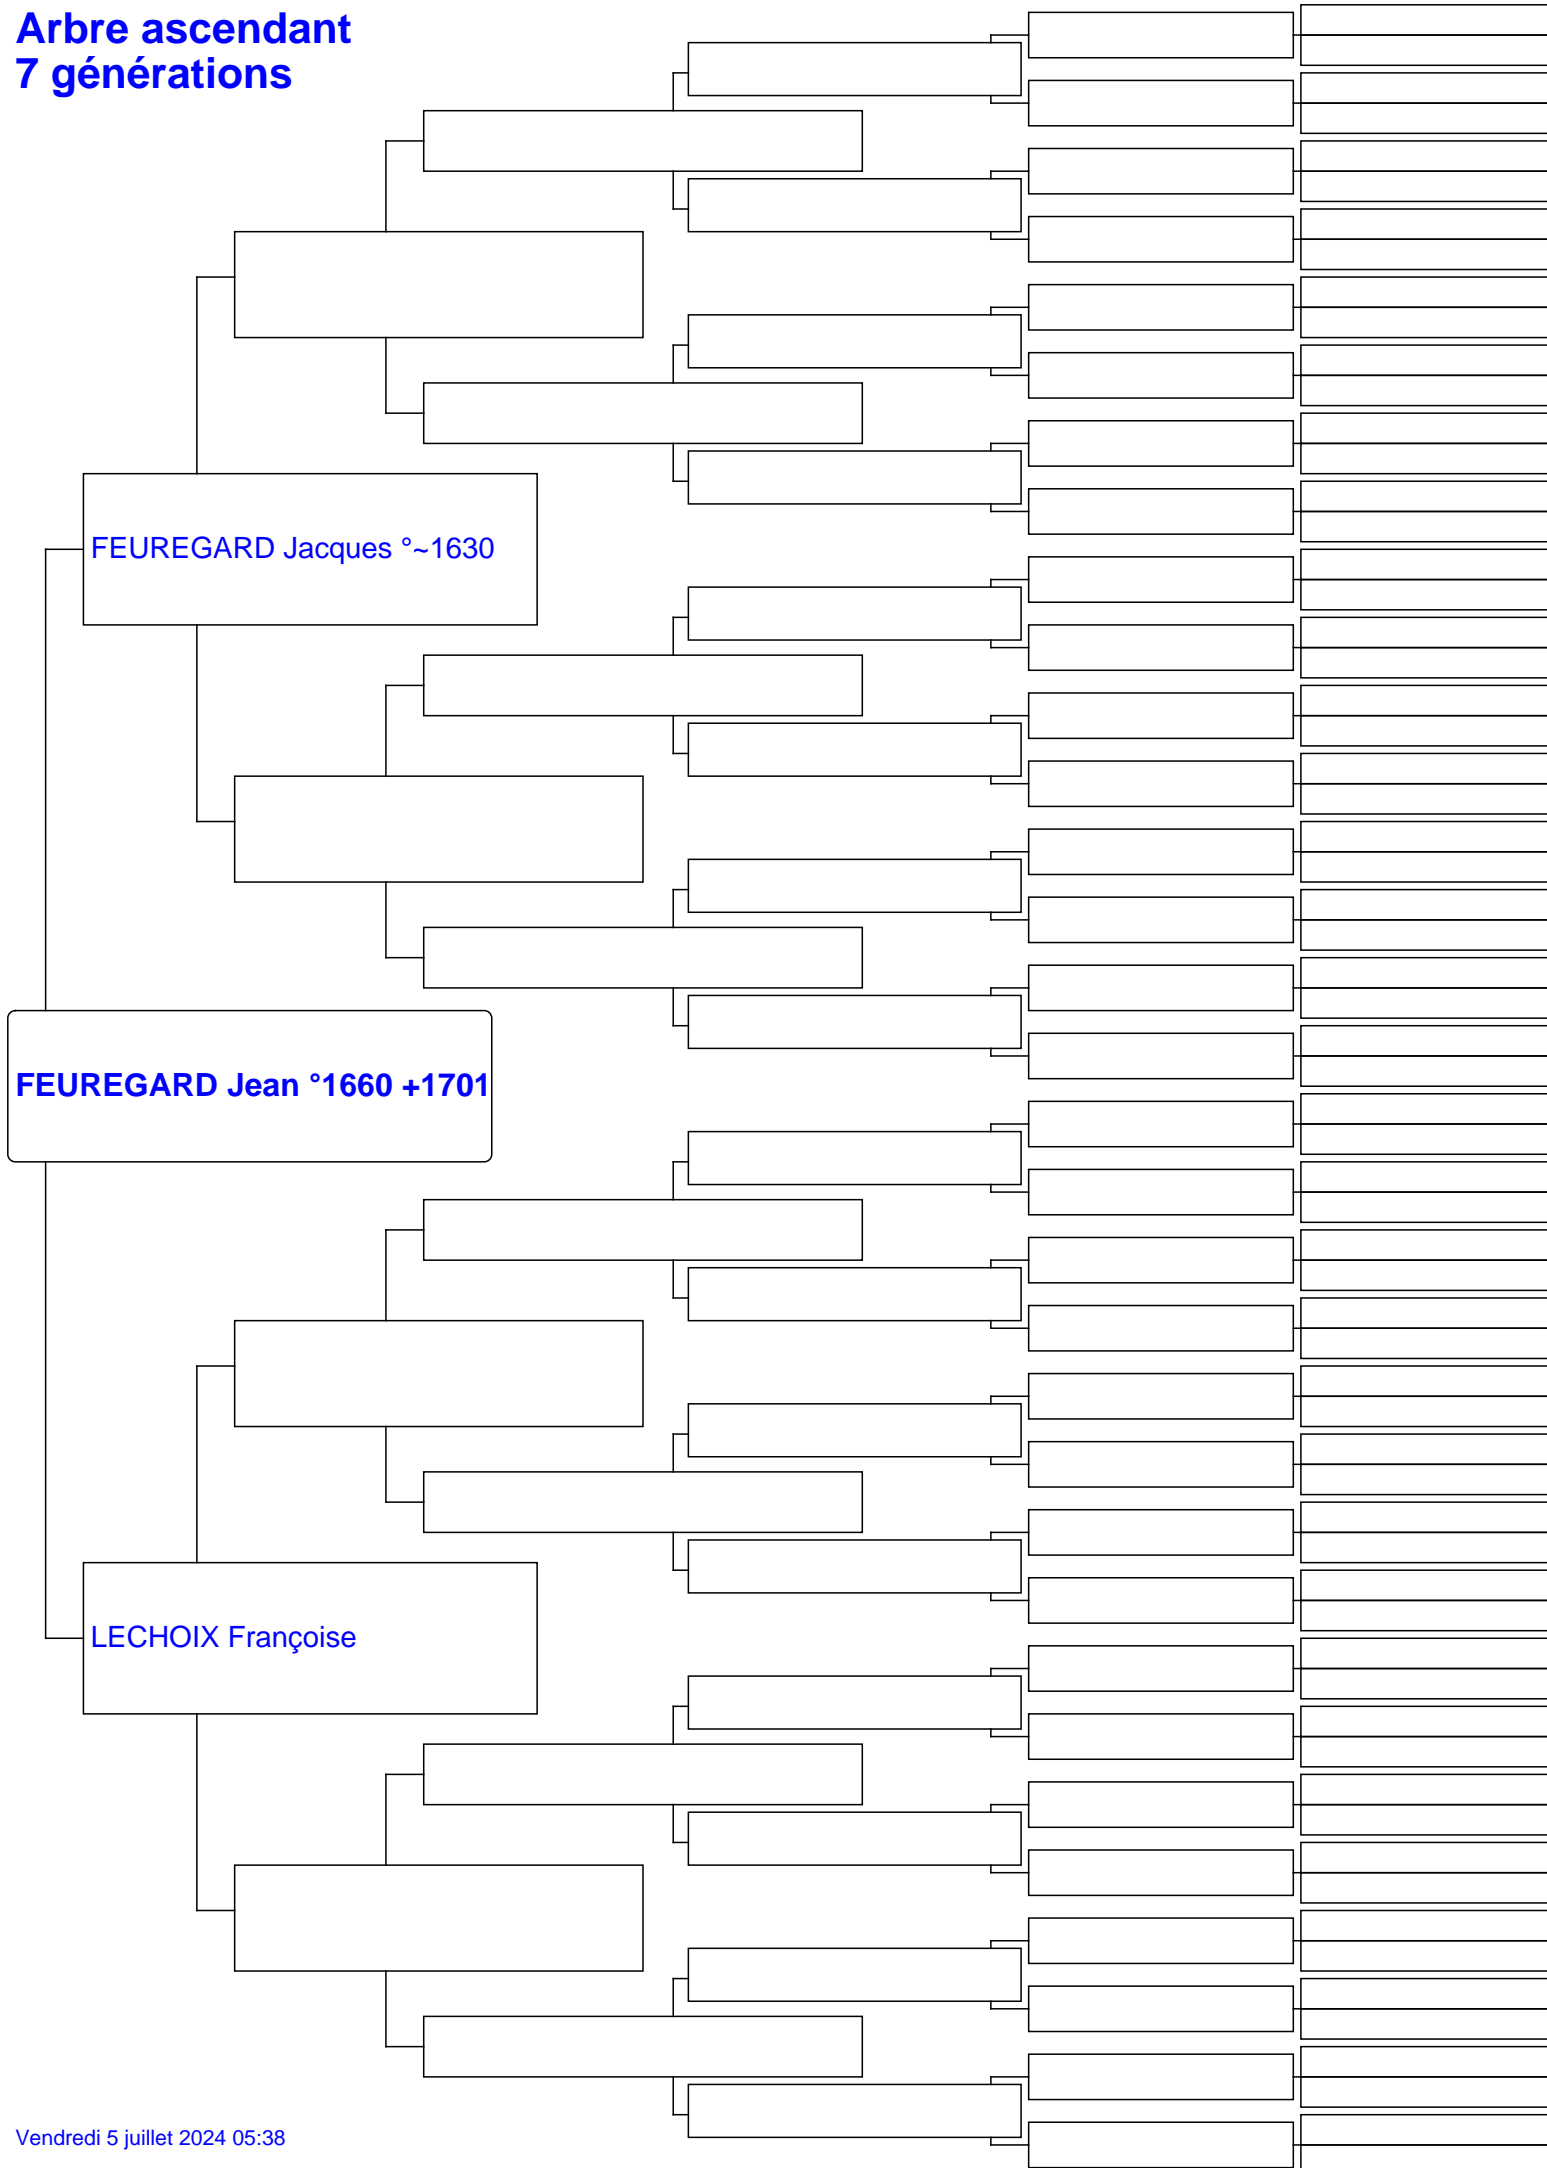 Arbre ascendant
7 générations
FEUREGARD Jacques °~1630
FEUREGARD Jean °1660 +1701
LECHOIX Françoise
Vendredi 5 juillet 2024 05:38